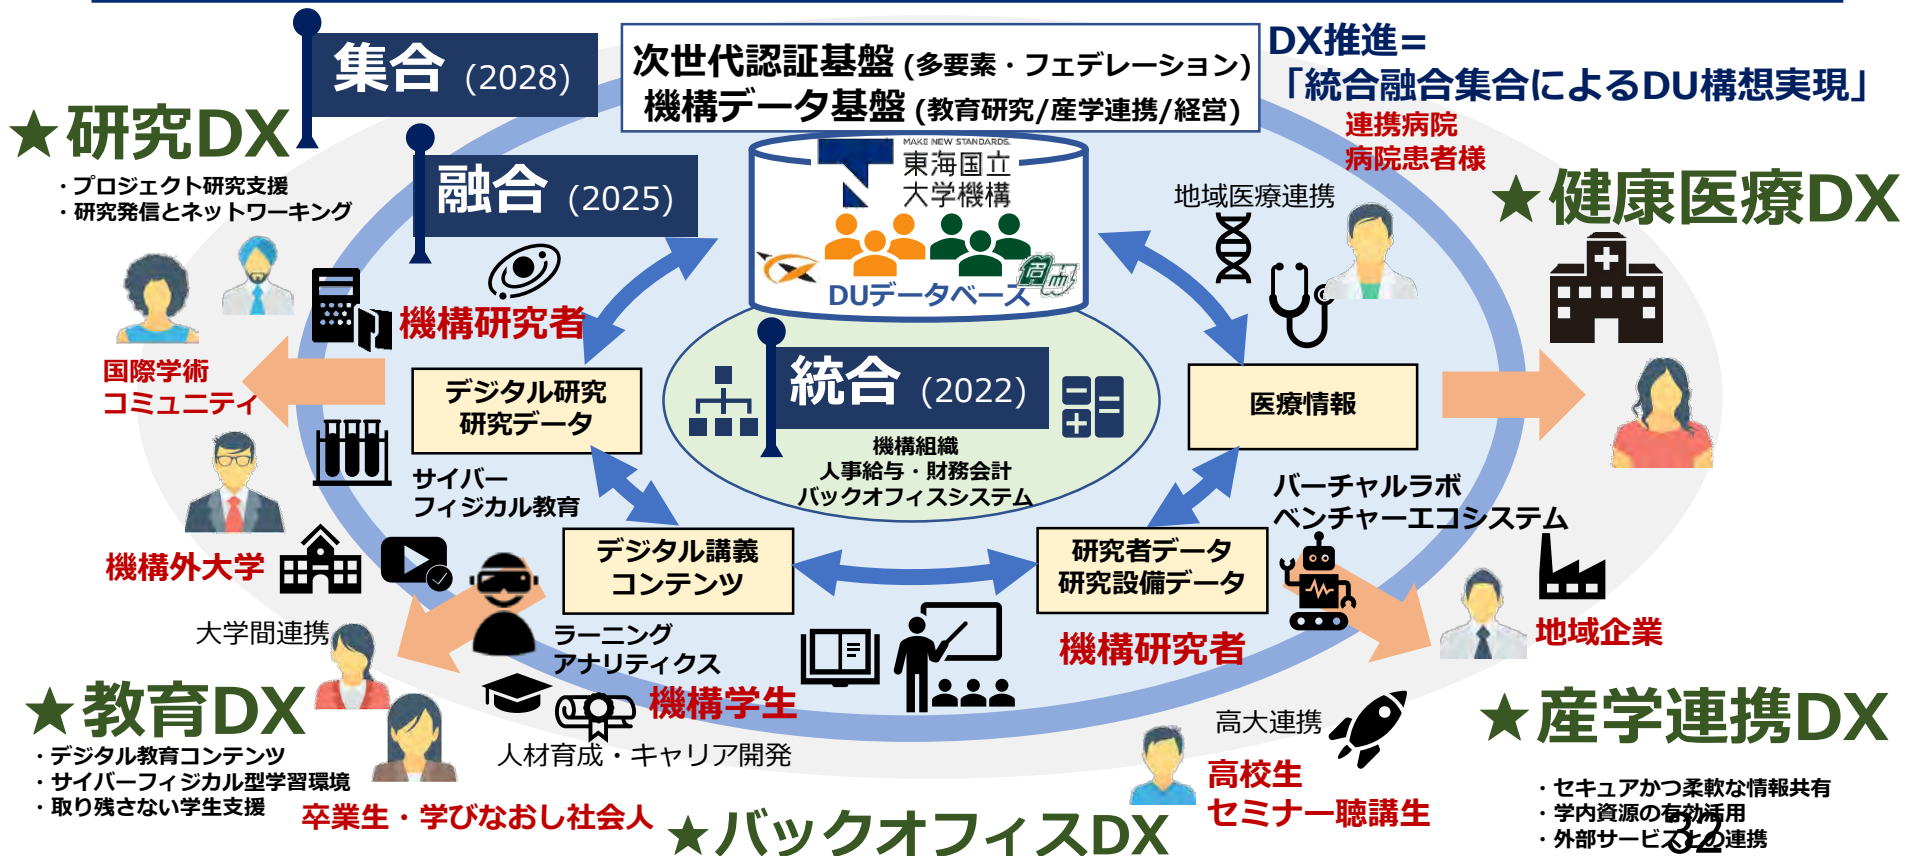 集合 (2028)
次世代認証基盤 (多要素・フェデレーション)
機構データ基盤 (教育研究/産学連携/経営)
DX推進=
「統合融合集合によるDU構想実現」
★研究DX
・プロジェクト研究支援
・研究発信とネットワーキング
融合 (2025)
MAKE NEW STANDARDS.
東海国立
大学機構
DUデータベース
連携病院
病院患者様
地域医療連携
★健康医療DX
機構研究者
国際学術
コミュニティ
デジタル研究
研究データ
統合 (2022)
機構組織
人事給与・財務会計
バックオフィスシステム
医療情報
サイバー
フィジカル教育
バーチャルラボ
ベンチャーエコシステム
機構外大学
デジタル講義
コンテンツ
研究者データ
研究設備データ
大学間連携
ラーニング
アナリティクス
機構研究者
地域企業
★教育DX
・デジタル教育コンテンツ
・サイバーフィジカル型学習環境
・取り残さない学生支援
機構学生
人材育成・キャリア開発
卒業生・学びなおし社会人
高大連携
高校生
セミナー聴講生
★産学連携DX
・セキュアかつ柔軟な情報共有
・学内資源の有効活用
・外部サービスとの連携
★バックオフィスDX
32